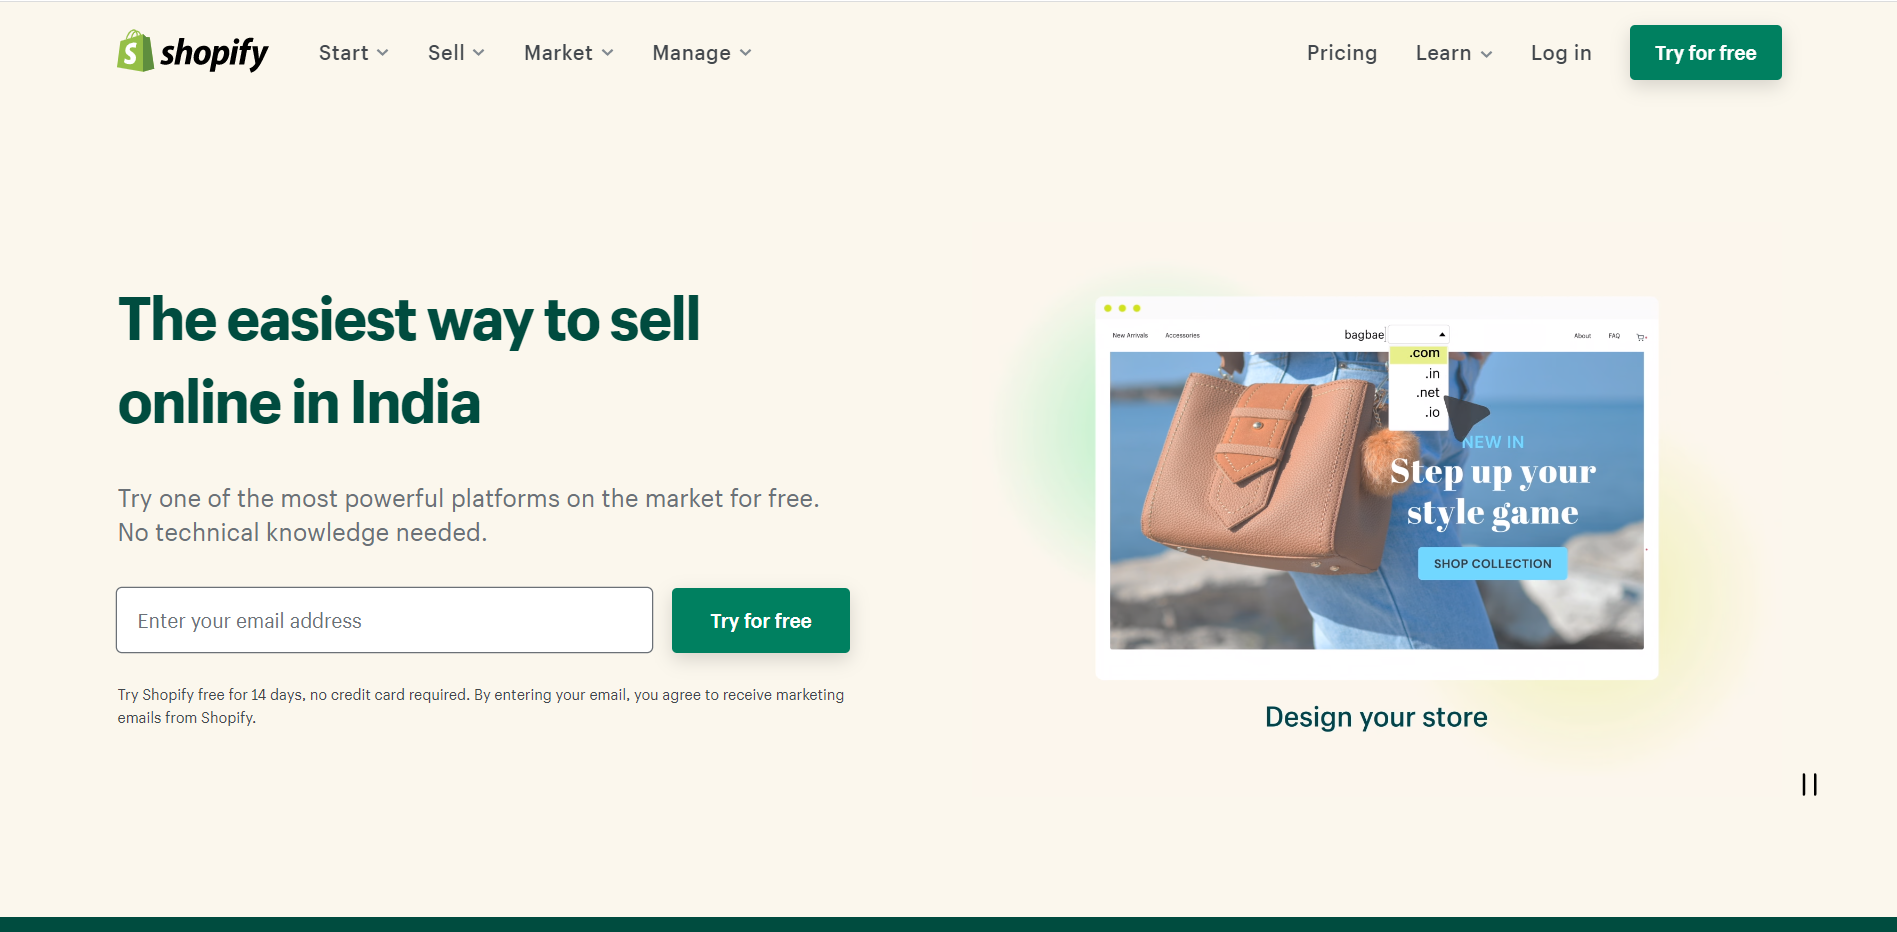 shopify
Start
Sell
Market
Manage
Pricing
Learn
Log in
Try for free
The easiest way to sell
online in India
Try one of the most powerful platforms on the market for free.
No technical knowledge needed.
Enter your email address
Try for free
Try Shopify free for 14 days, no credit card required. By entering your email, you agree to receive marketing
emails from Shopify.
New Arrivals
Accessories
bagbae
About
FAQ
.com
.in
.net
.io
NEW IN
Step up your
style game
SHOP COLLECTION
Design your store